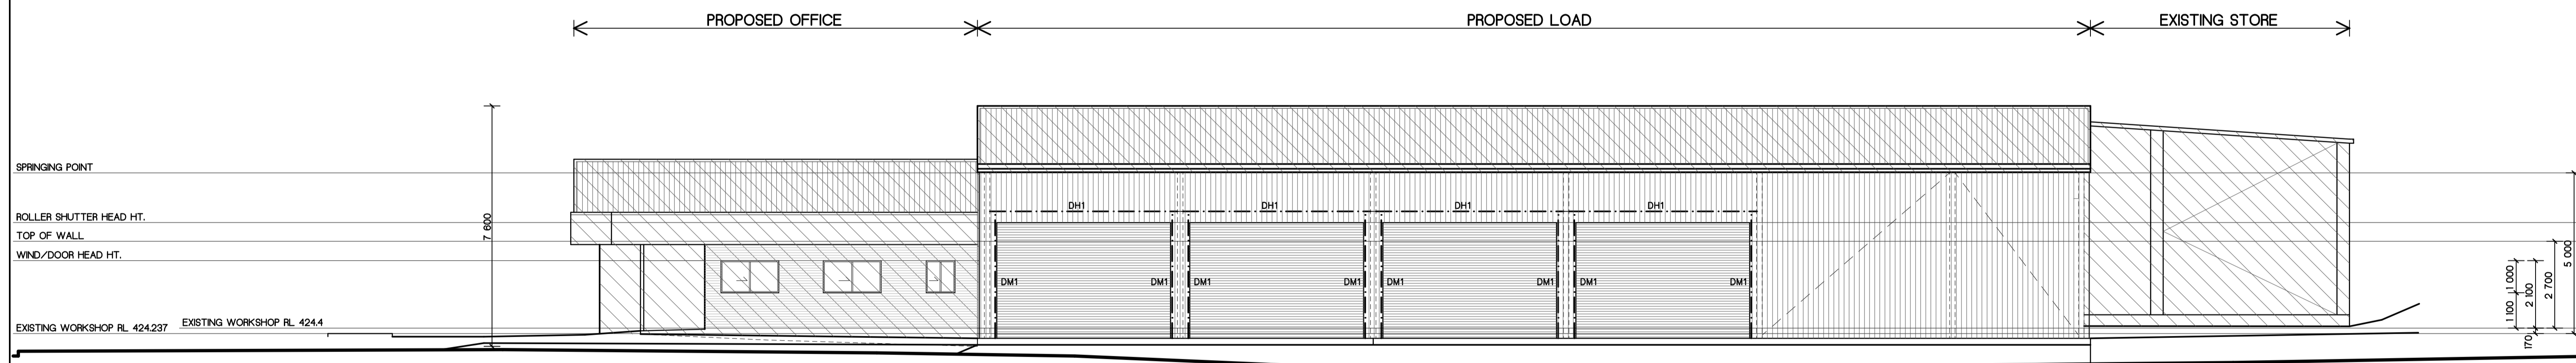 PROPOSED OFFICE
PROPOSED LOAD
EXISTING STORE
SPRINGING POINT
ROLLER SHUTTER HEAD HT.
TOP OF WALL
WIND/DOOR HEAD HT.
EXISTING WORKSHOP RL 424.237
EXISTING WORKSHOP RL 424.4
7 600
DH1
DH1
DH1
DH1
DM1
DM1
DM1
DM1
DM1
DM1
DM1
DM1
1 100
1 000
2 100
170
2 700
5 000